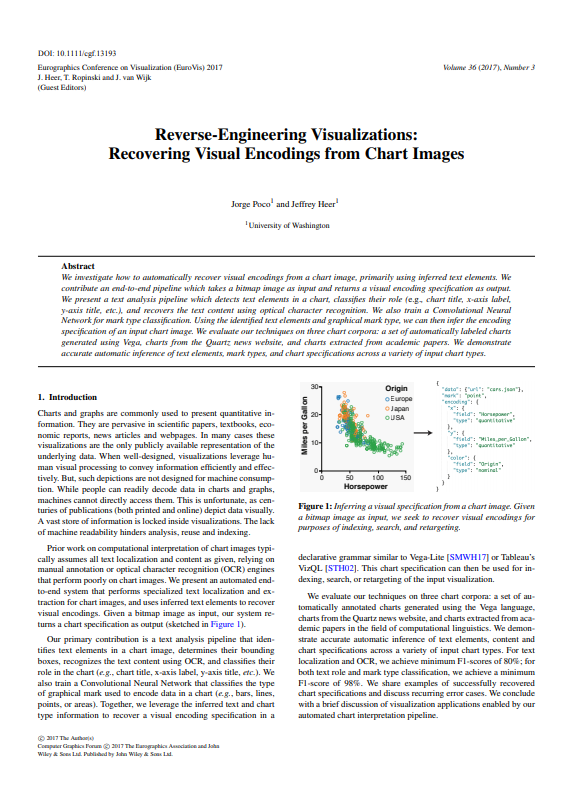 DOI: 10.1111/cgf.13193
Eurographics Conference on Visualization (EuroVis) 2017
J. Heer, T. Ropinski and J. van Wijk
(Guest Editors)
Volume 36 (2017), Number 3
Reverse-Engineering Visualizations:
Recovering Visual Encodings from Chart Images
Jorge Poco1 and Jeffrey Heer1
1University of Washington
Abstract
We investigate how to automatically recover visual encodings from a chart image, primarily using inferred text elements. We
contribute an end-to-end pipeline which takes a bitmap image as input and returns a visual encoding specification as output.
We present a text analysis pipeline which detects text elements in a chart, classifies their role (e.g., chart title, x-axis label,
y-axis title, etc.), and recovers the text content using optical character recognition. We also train a Convolutional Neural
Network for mark type classification. Using the identified text elements and graphical mark type, we can then infer the encoding
specification of an input chart image. We evaluate our techniques on three chart corpora: a set of automatically labeled charts
generated using Vega, charts from the Quartz news website, and charts extracted from academic papers. We demonstrate
accurate automatic inference of text elements, mark types, and chart specifications across a variety of input chart types.
1. Introduction
Charts and graphs are commonly used to present quantitative in-
formation. They are pervasive in scientific papers, textbooks, eco-
nomic reports, news articles and webpages. In many cases these
visualizations are the only publicly available representation of the
underlying data. When well-designed, visualizations leverage hu-
man visual processing to convey information efficiently and effec-
tively. But, such depictions are not designed for machine consump-
tion. While people can readily decode data in charts and graphs,
machines cannot directly access them. This is unfortunate, as cen-
turies of publications (both printed and online) depict data visually.
A vast store of information is locked inside visualizations. The lack
of machine readability hinders analysis, reuse and indexing.
Prior work on computational interpretation of chart images typi-
cally assumes all text localization and content as given, relying on
manual annotation or optical character recognition (OCR) engines
that perform poorly on chart images. We present an automated end-
to-end system that performs specialized text localization and ex-
traction for chart images, and uses inferred text elements to recover
visual encodings. Given a bitmap image as input, our system re-
turns a chart specification as output (sketched in Figure 1).
Our primary contribution is a text analysis pipeline that iden-
tifies text elements in a chart image, determines their bounding
boxes, recognizes the text content using OCR, and classifies their
role in the chart (e.g., chart title, x-axis label, y-axis title, etc.). We
also train a Convolutional Neural Network that classifies the type
of graphical mark used to encode data in a chart (e.g., bars, lines,
points, or areas). Together, we leverage the inferred text and chart
type information to recover a visual encoding specification in a
Miles per Gallon
30
20
10
0
0
50
100
150
Horsepower
Origin
Europe
Japan
USA
{
"data": {"url": "cars.json"},
"mark": "point",
"encoding": {
"x": {
"field": "Horsepower",
"type": "quantitative"
},
"y": {
"field": "Miles_per_Gallon",
"type": "quantitative"
},
"color": {
"field": "Origin",
"type": "nominal"
}
}
}
Figure 1: Inferring a visual specification from a chart image. Given
a bitmap image as input, we seek to recover visual encodings for
purposes of indexing, search, and retargeting.
declarative grammar similar to Vega-Lite [SMWH17] or Tableau's
VizQL [STH02]. This chart specification can then be used for in-
dexing, search, or retargeting of the input visualization.
We evaluate our techniques on three chart corpora: a set of au-
tomatically annotated charts generated using the Vega language,
charts from the Quartz news website, and charts extracted from aca-
demic papers in the field of computational linguistics. We demon-
strate accurate automatic inference of text elements, content and
chart specifications across a variety of input chart types. For text
localization and OCR, we achieve minimum F1-scores of 80%; for
both text role and mark type classification, we achieve a minimum
F1-score of 98%. We share examples of successfully recovered
chart specifications and discuss recurring error cases. We conclude
with a brief discussion of visualization applications enabled by our
automated chart interpretation pipeline.
© 2017 The Author(s)
Computer Graphics Forum © 2017 The Eurographics Association and John
Wiley & Sons Ltd. Published by John Wiley & Sons Ltd.